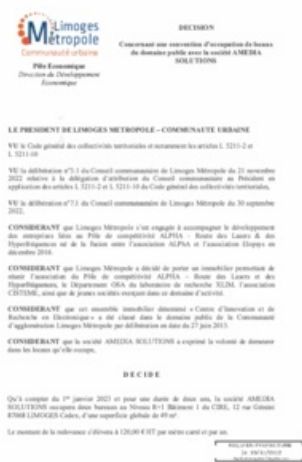 Limoges
Métropole
Communauté urbaine
Pôle Economique
Direction du Développement
Economique
DECISION
Concernant une convention d'occupation de locaux
du domaine public avec la société AMEDIA
SOLUTIONS
LE PRESIDENT DE LIMOGES METROPOLE – COMMUNAUTE URBAINE
VU le Code général des collectivités territoriales et notamment les articles L 5211-2 et
L 5211-10
VU la délibération n°3.1 du Conseil communautaire de Limoges Métropole du 21 novembre
2022 relative à la délégation d'attribution du Conseil communautaire au Président en
application des articles L 5211-2 et L 5211-10 du Code général des collectivités territoriales,
VU la délibération n°7.1 du Conseil communautaire de Limoges Métropole du 30 septembre
2022,
CONSIDERANT que Limoges Métropole s'est engagée à accompagner le développement
des entreprises liées au Pôle de compétitivité ALPHA – Route des Lasers & des
Hyperfréquences né de la fusion entre l'association ALPhA et l'association Elopsys en
décembre 2016.
CONSIDERANT que Limoges Métropole a décidé de porter un immobilier permettant de
réunir l'association du Pôle de compétitivité ALPHA – Route des Lasers et des
Hyperfréquences, le Département OSA du laboratoire de recherche XLIM, l'association
CISTEME, ainsi que de jeunes sociétés exerçant dans ce domaine d'activité.
CONSIDERANT que cet ensemble immobilier dénommé « Centre d'Innovation et de
Recherche en Electronique » a été classé dans le domaine public de la Communauté
d'agglomération Limoges Métropole par délibération en date du 27 juin 2013.
CONSIDERANT que la société AMEDIA SOLUTIONS a exprimé la volonté de demeurer
dans les locaux qu'elle occupe,
DECIDE
Qu'à compter du 1er janvier 2023 et pour une durée de deux ans, la société AMEDIA
SOLUTIONS occupera deux bureaux au Niveau R+1 Bâtiment 1 du CIRE, 12 rue Gémini
87068 LIMOGES Cedex, d'une superficie globale de 49 m².
Le montant de la redevance s'élèvera à 120,00 € HT par mètre carré et par an.